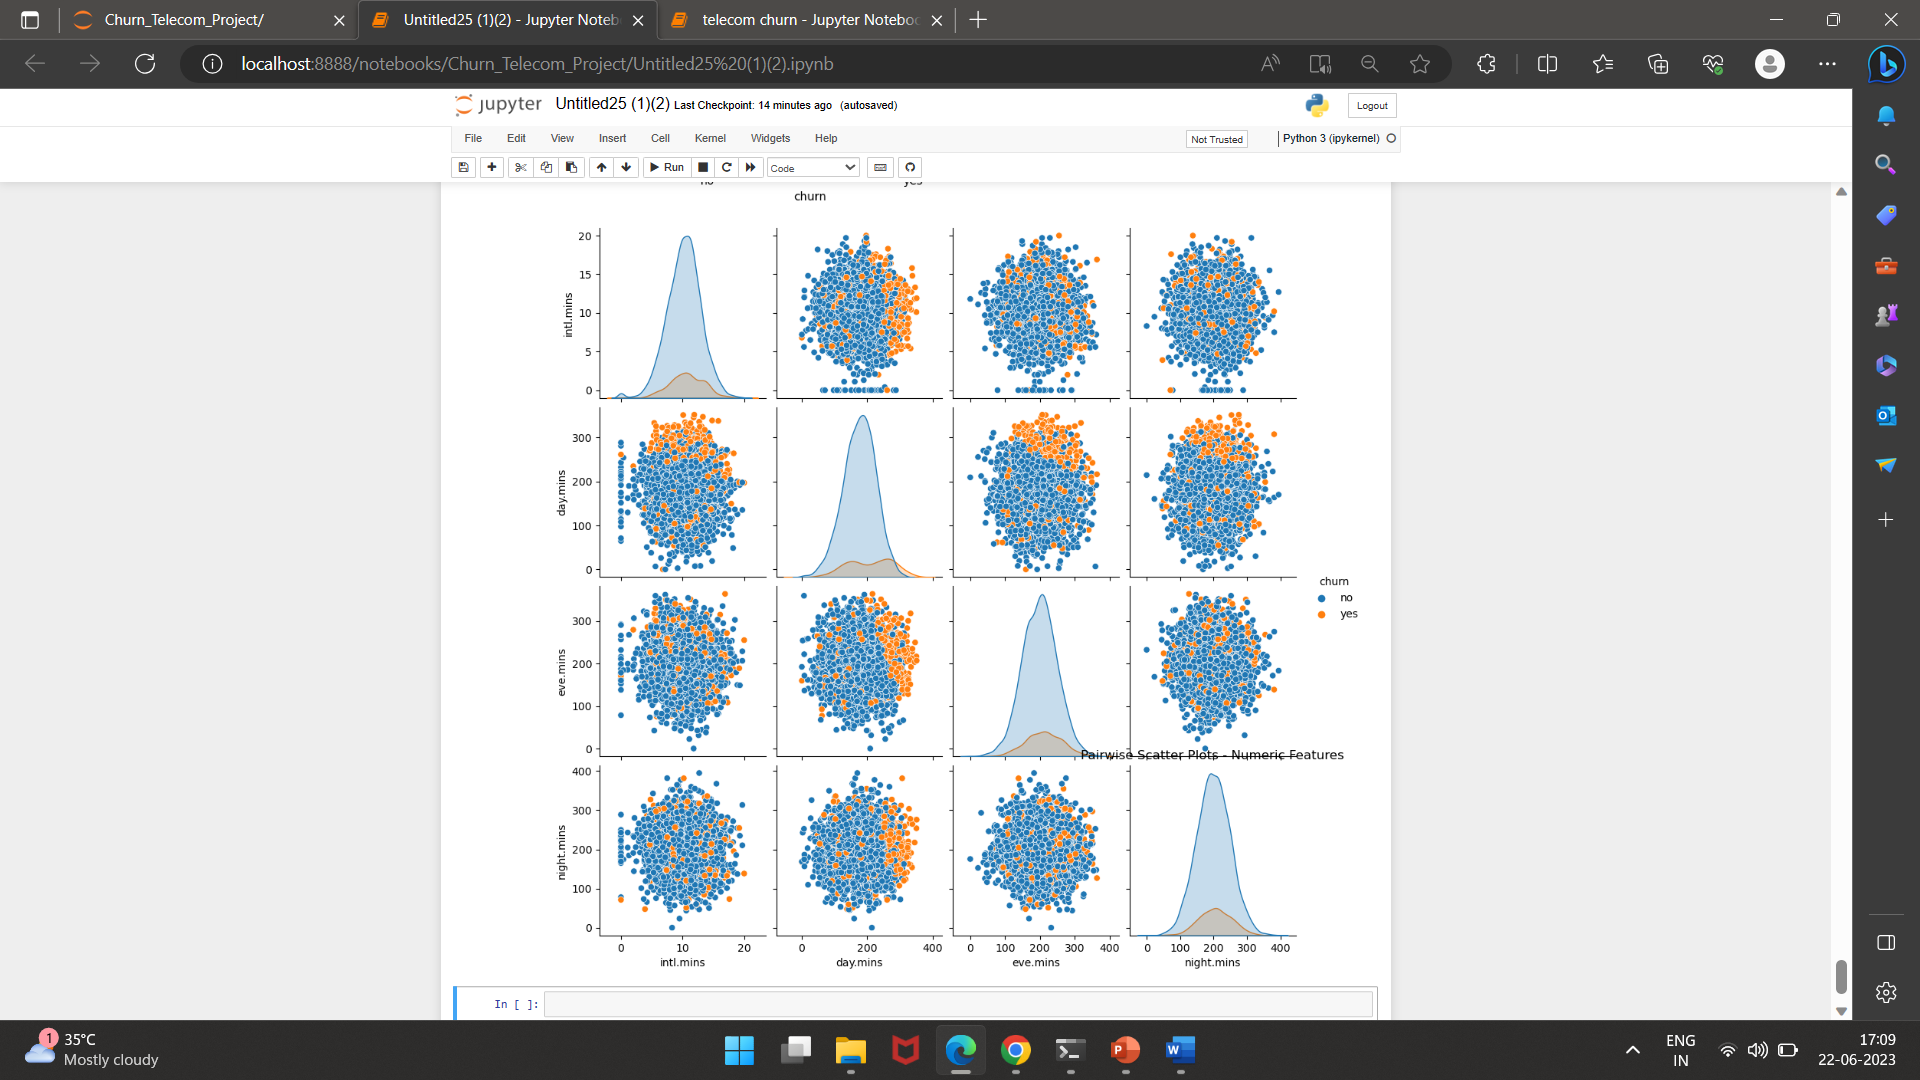 Churn_Telecom_Project/
Untitled25 (1)(2) - Jupyter Noteb
telecom churn - Jupyter Noteboo
localhost:8888/notebooks/Churn_Telecom_Project/Untitled25%20(1)(2).ipynb
jupyter Untitled25 (1)(2) Last Checkpoint: 14 minutes ago (autosaved)
Logout
File Edit View Insert Cell Kernel Widgets Help
Not Trusted
Python 3 (ipykernel)
Run
Code
no yes
churn
20
15
10
5
0
intl.mins
300
200
100
0
day.mins
churn
no
yes
300
200
100
0
eve.mins
Pairwise Scatter Plots - Numeric Features
400
300
200
100
0
night.mins
0 10 20 0 200 400 0 100 200 300 400 0 100 200 300 400
intl.mins day.mins eve.mins night.mins
In [ ]:
1
35°C
Mostly cloudy
ENG
IN
17:09
22-06-2023